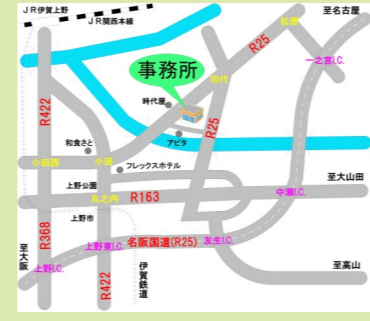 JR伊賀上野
JR関西本線
至名古屋
松原
R25
一之宮I.C.
事務所
印代
時代屋
R422
R25
アピタ
和食さと
小田西
小田
フレックスホテル
上野公園
至大山田
丸之内
R163
中瀬I.C.
上野市
R368
上野東I.C.
名阪国道(R25)
友生I.C.
至大阪
上野I.C.
至高山
R422
伊賀鉄道